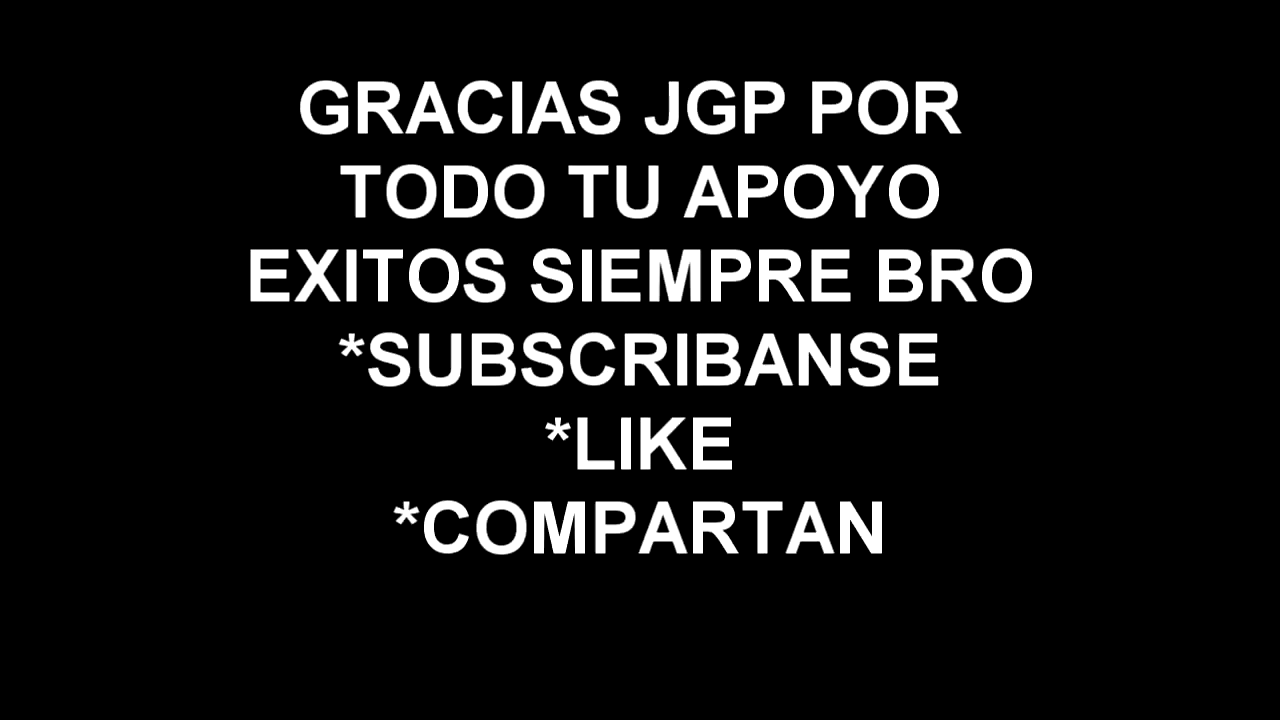 GRACIAS JGP POR
TODO TU APOYO
EXITOS SIEMPRE BRO
*SUBSCRIBANSE
*LIKE
*COMPARTAN